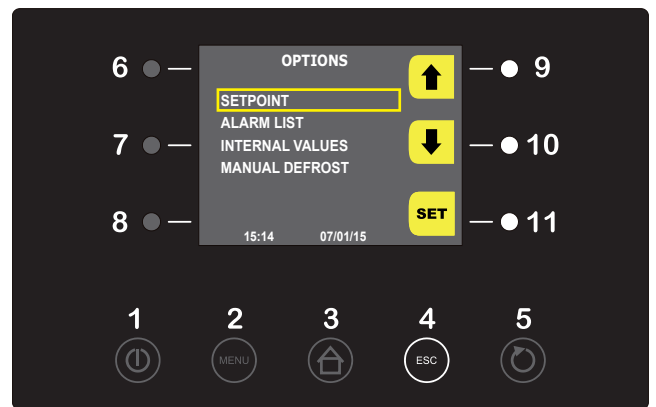 OPTIONS
6
9
SETPOINT
ALARM LIST
7
INTERNAL VALUES
10
MANUAL DEFROST
8
SET
11
15:14 07/01/15
1 2 3 4 5
MENU ESC